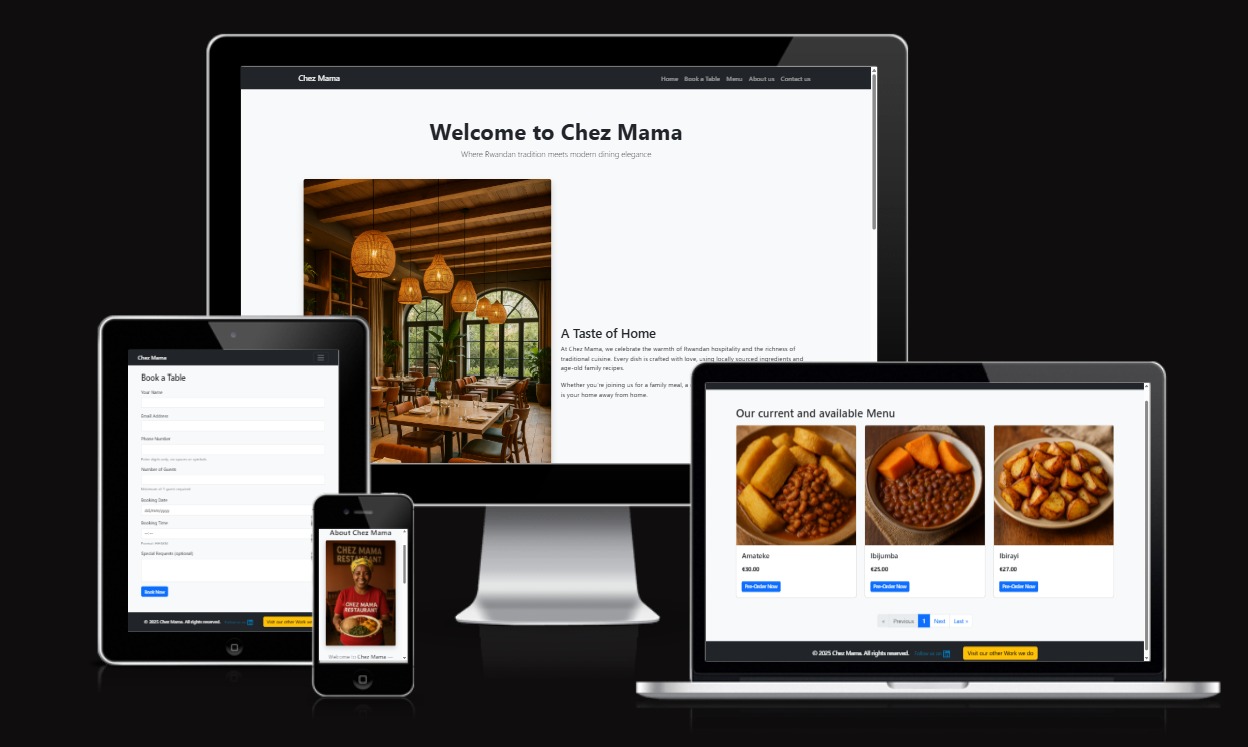 Chez Mama
Home Book a Table Menu About us Contact us
Welcome to Chez Mama
Where Rwandan tradition meets modern dining elegance
A Taste of Home
At Chez Mama, we celebrate the warmth of Rwandan hospitality and the richness of
traditional cuisine. Every dish is crafted with love, using locally sourced ingredients and
age-old family recipes.
Whether you're joining us for a family meal, a
is your home away from home.
Chez Mama
Book a Table
Your Name
Email Address
Phone Number
Number of Guests
Booking Date
dd/mm/yyyy
Booking Time
Special Requests (optional)
Book Now
© 2025 Chez Mama. All rights reserved. Follow us on
Visit our other Work we
About Chez Mama
CHEZ MAMA
RESTAURANT
CHEZ MAMA
RESTAURANT
Welcome to Chez Mama —
Our current and available Menu
Amateke
€30.00
Pre-Order Now
Ibijumba
€25.00
Pre-Order Now
Ibirayi
€27.00
Pre-Order Now
« Previous 1 Next Last »
© 2025 Chez Mama. All rights reserved. Follow us on
Visit our other Work we do